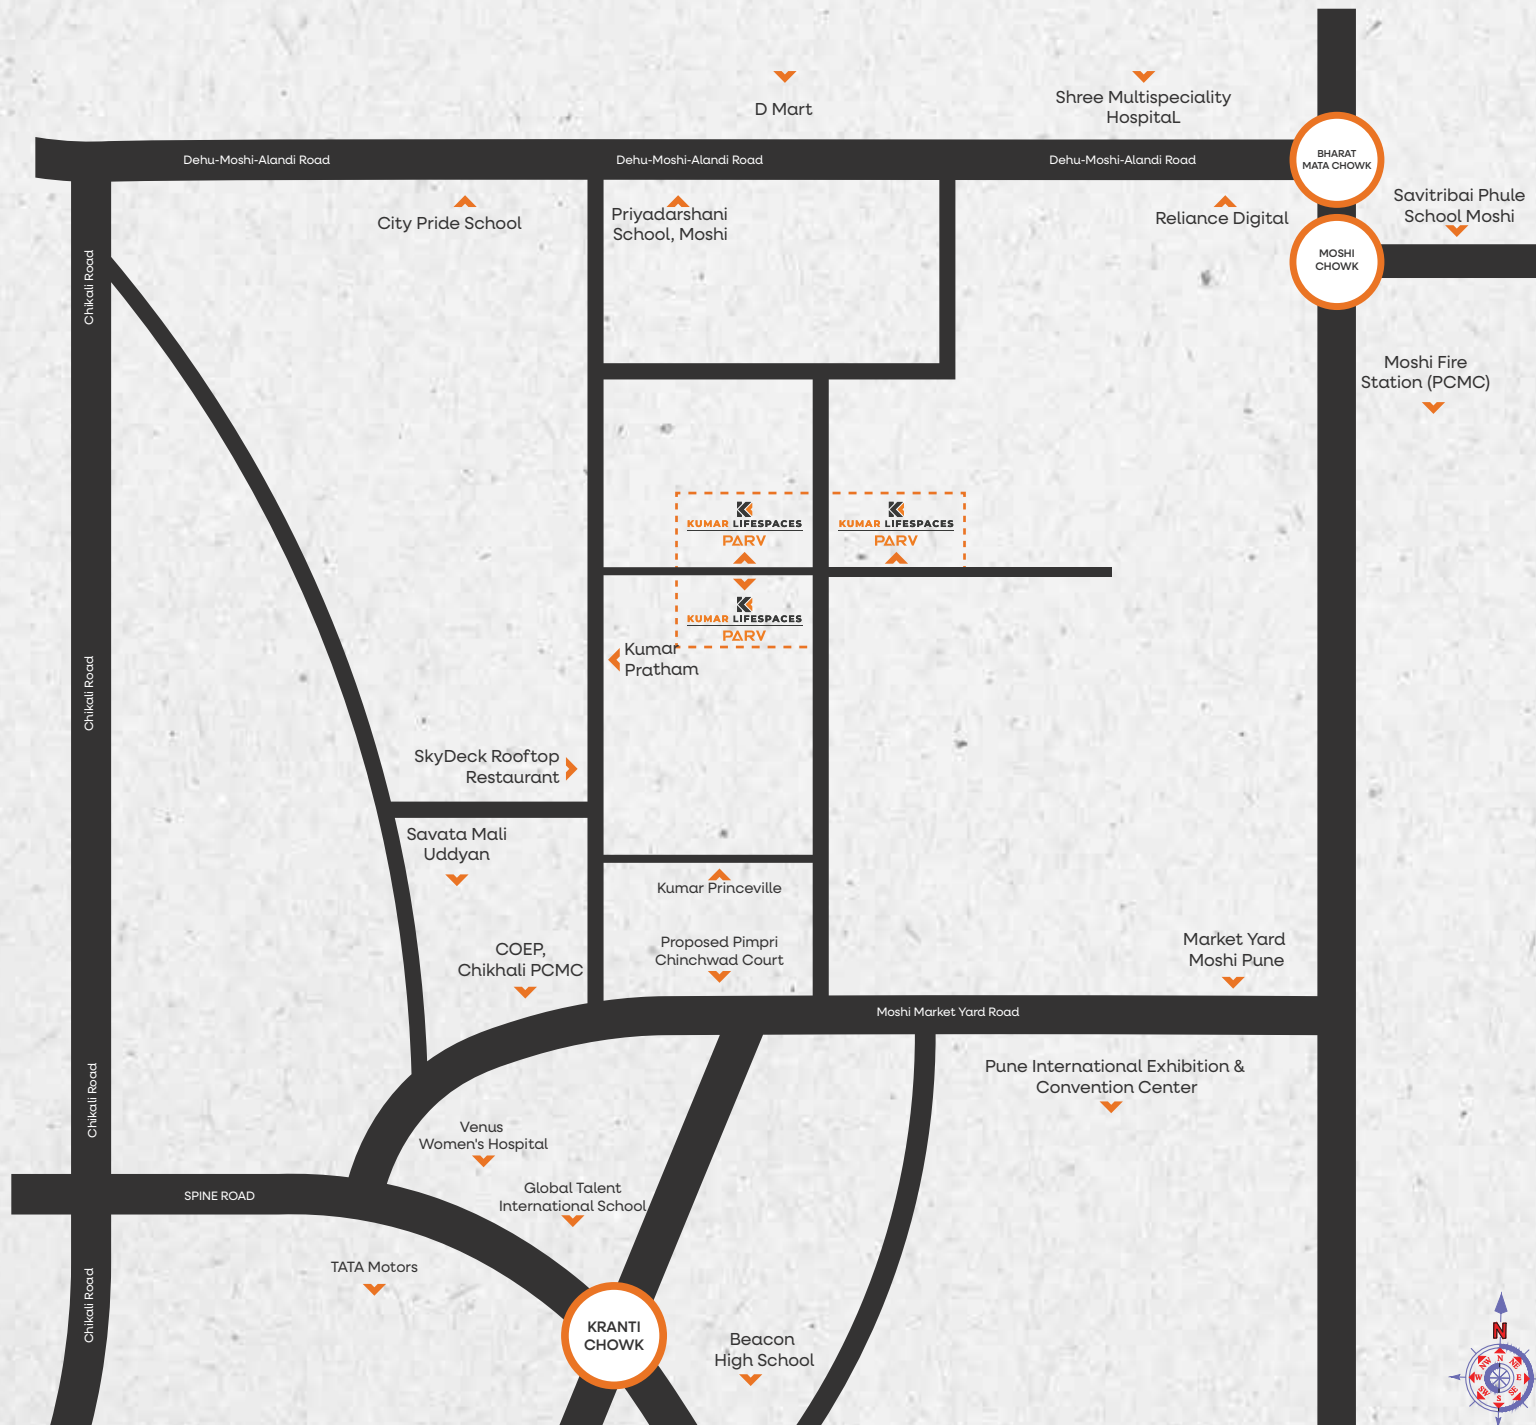 D Mart
Shree Multispeciality
HospitaL
Dehu-Moshi-Alandi Road
Dehu-Moshi-Alandi Road
Dehu-Moshi-Alandi Road
BHARAT
MATA CHOWK
City Pride School
Priyadarshani
School, Moshi
Reliance Digital
Savitribai Phule
School Moshi
MOSHI
CHOWK
Chikali Road
Moshi Fire
Station (PCMC)
KUMAR LIFESPACES
PARV
KUMAR LIFESPACES
PARV
KUMAR LIFESPACES
PARV
Kumar
Pratham
Chikali Road
SkyDeck Rooftop
Restaurant
Savata Mali
Uddyan
Kumar Princeville
COEP,
Chikhali PCMC
Proposed Pimpri
Chinchwad Court
Market Yard
Moshi Pune
Moshi Market Yard Road
Chikali Road
Pune International Exhibition &
Convention Center
Venus
Women's Hospital
SPINE ROAD
Global Talent
International School
TATA Motors
Chikali Road
KRANTI
CHOWK
Beacon
High School
N
N
NW
NE
W
E
SW
SE
S